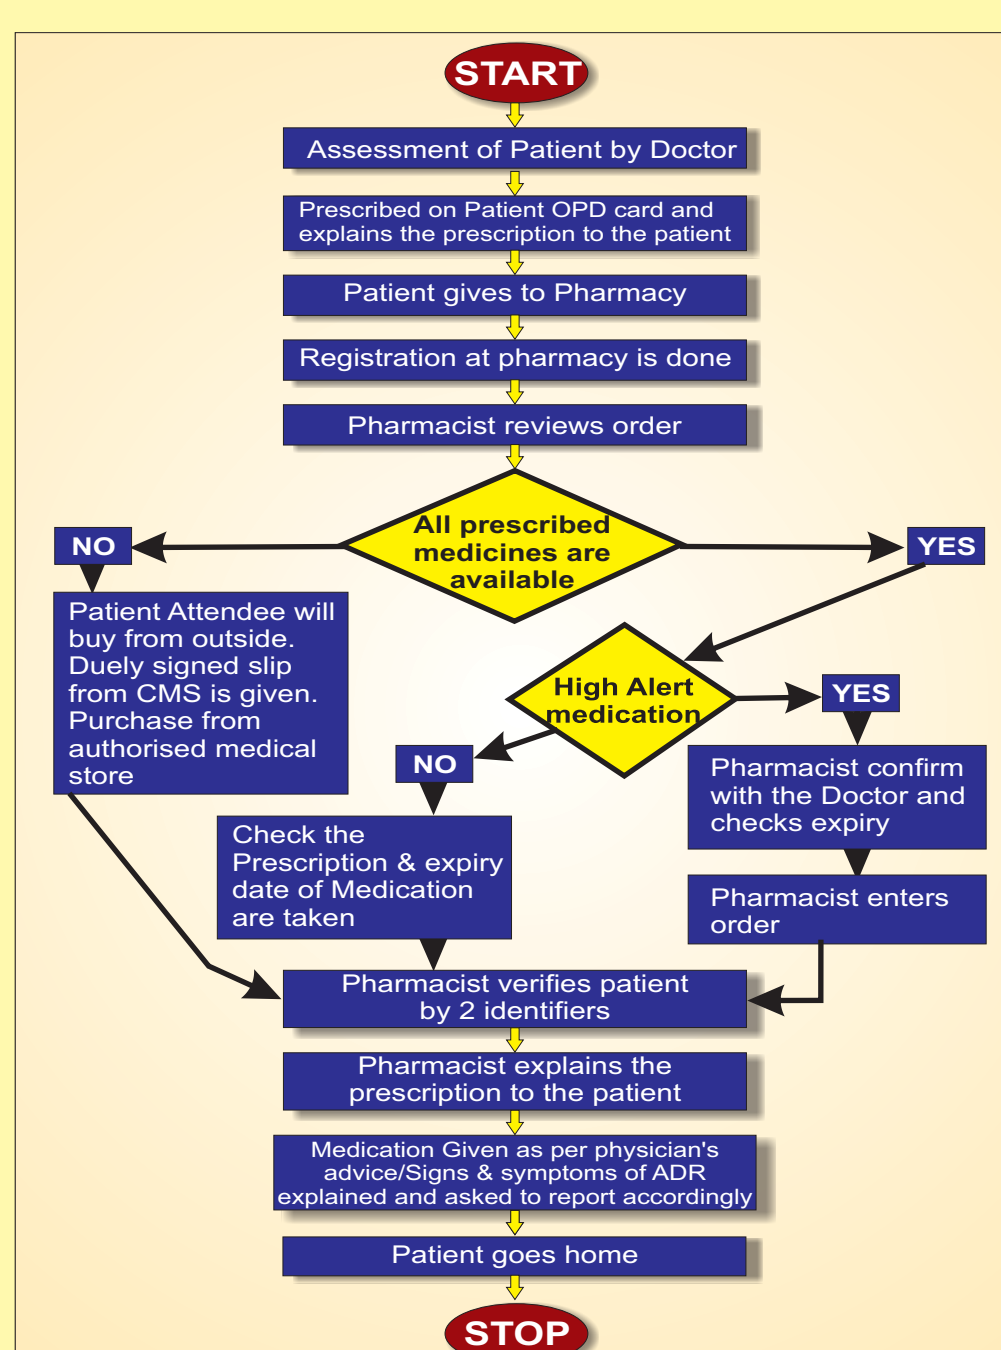 START
Assessment of Patient by Doctor
Prescribed on Patient OPD card and
explains the prescription to the patient
Patient gives to Pharmacy
Registration at pharmacy is done
Pharmacist reviews order
All prescribed
medicines are
available
NO
YES
Patient Attendee will
buy from outside.
Duely signed slip
from CMS is given.
Purchase from
authorised medical
store
High Alert
medication
YES
NO
Pharmacist confirm
with the Doctor and
checks expiry
Check the
Prescription & expiry
date of Medication
are taken
Pharmacist enters
order
Pharmacist verifies patient
by 2 identifiers
Pharmacist explains the
prescription to the patient
Medication Given as per physician's
advice/Signs & symptoms of ADR
explained and asked to report accordingly
Patient goes home
STOP